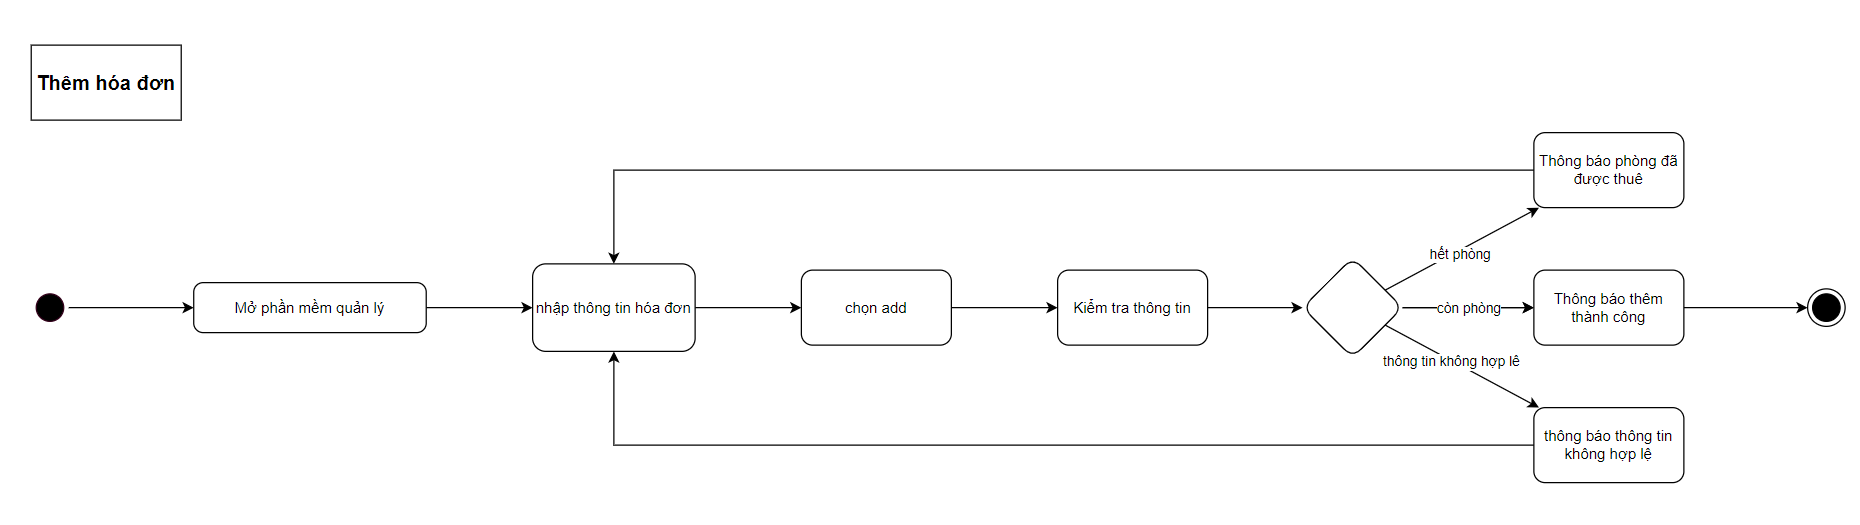 Thêm hóa đơn
Thông báo phòng đã
được thuê
hết phòng
Mở phần mềm quản lý
nhập thông tin hóa đơn
chọn add
Kiểm tra thông tin
còn phòng
Thông báo thêm
thành công
thông tin không hợp lê
thông báo thông tin
không hợp lệ